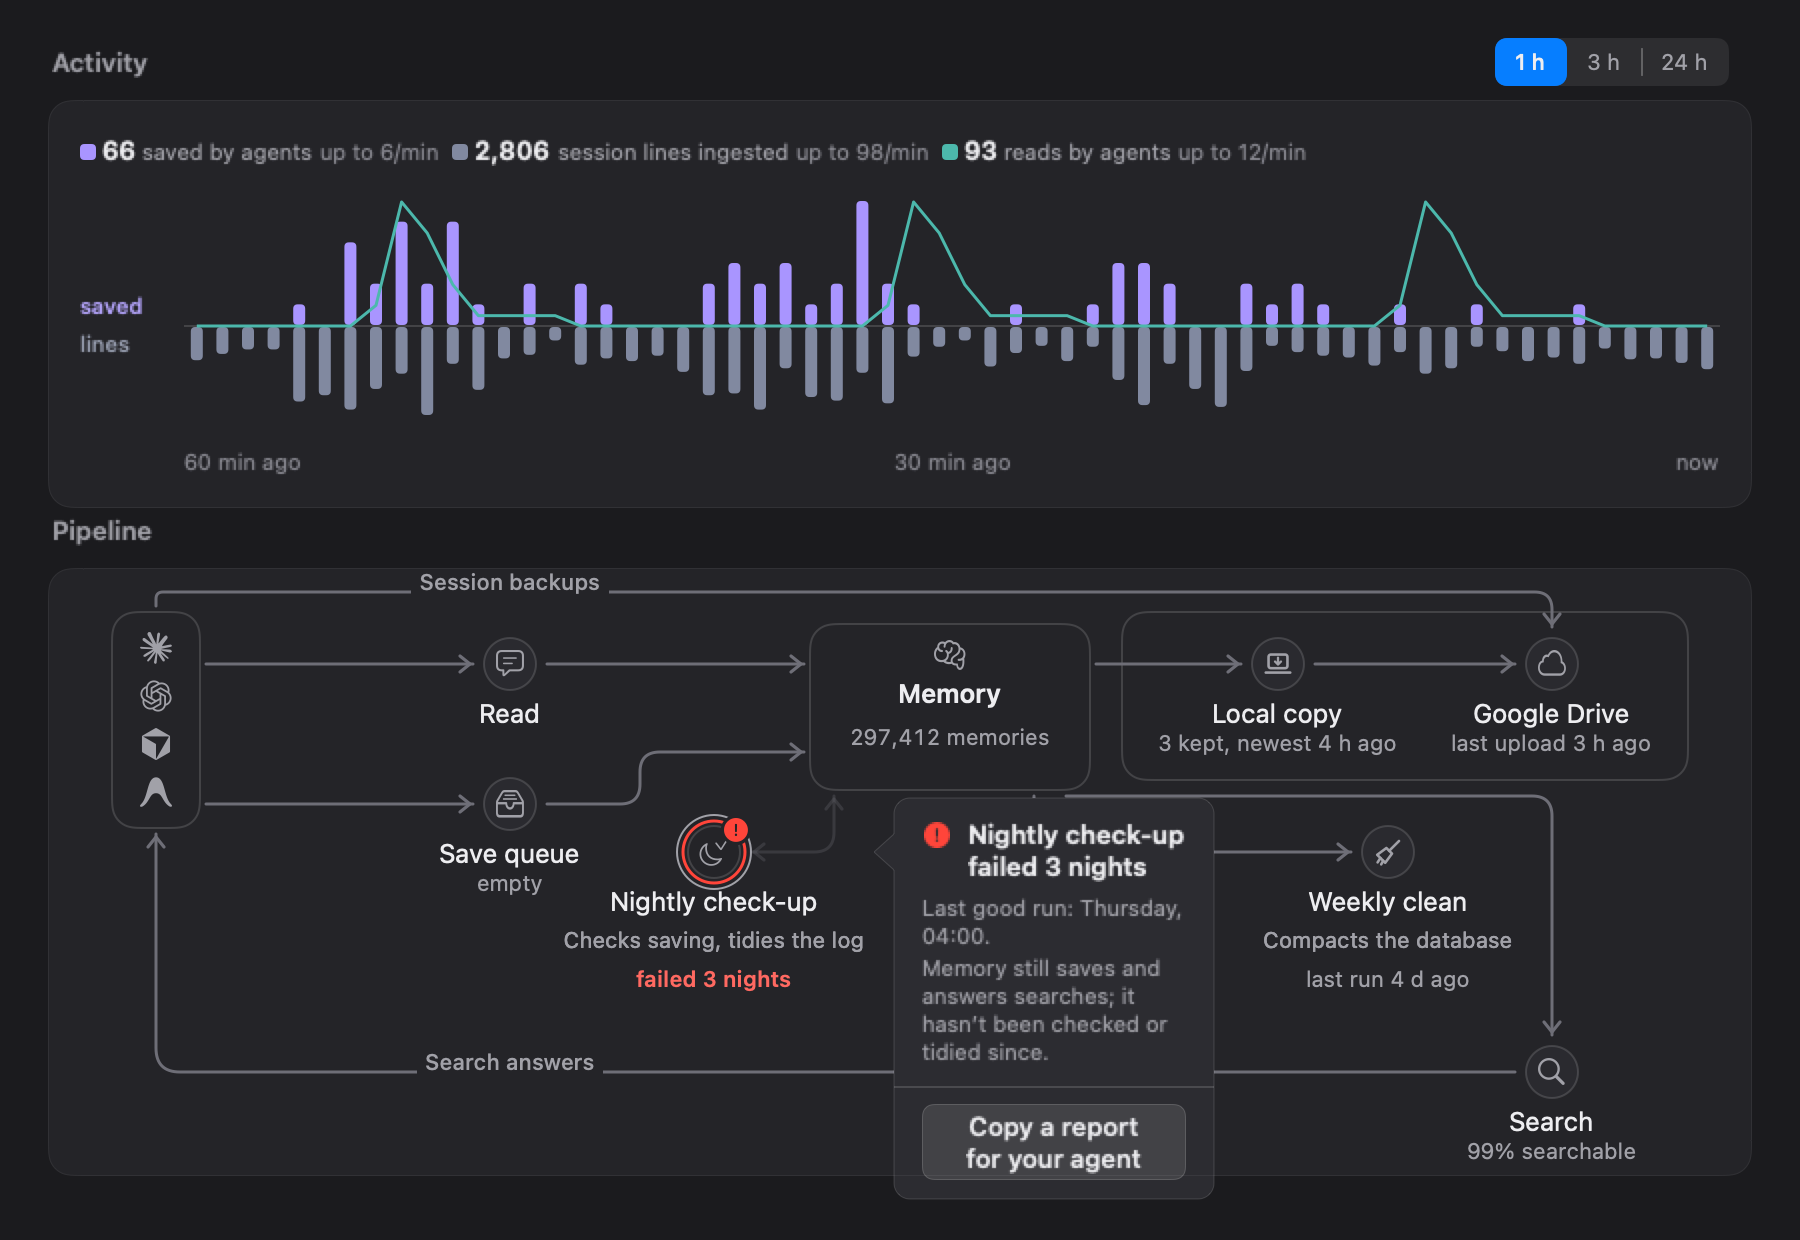 Activity
1 h
3 h
24 h
66 saved by agents up to 6/min
2,806 session lines ingested up to 98/min
93 reads by agents up to 12/min
saved
lines
60 min ago
30 min ago
now
Pipeline
Session backups
Read
Memory
297,412 memories
Local copy
3 kept, newest 4 h ago
Google Drive
last upload 3 h ago
Save queue
empty
Nightly check-up
Checks saving, tidies the log
failed 3 nights
Nightly check-up
failed 3 nights
Last good run: Thursday,
04:00.
Memory still saves and
answers searches; it
hasn't been checked or
tidied since.
Copy a report
for your agent
Weekly clean
Compacts the database
last run 4 d ago
Search answers
Search
99% searchable